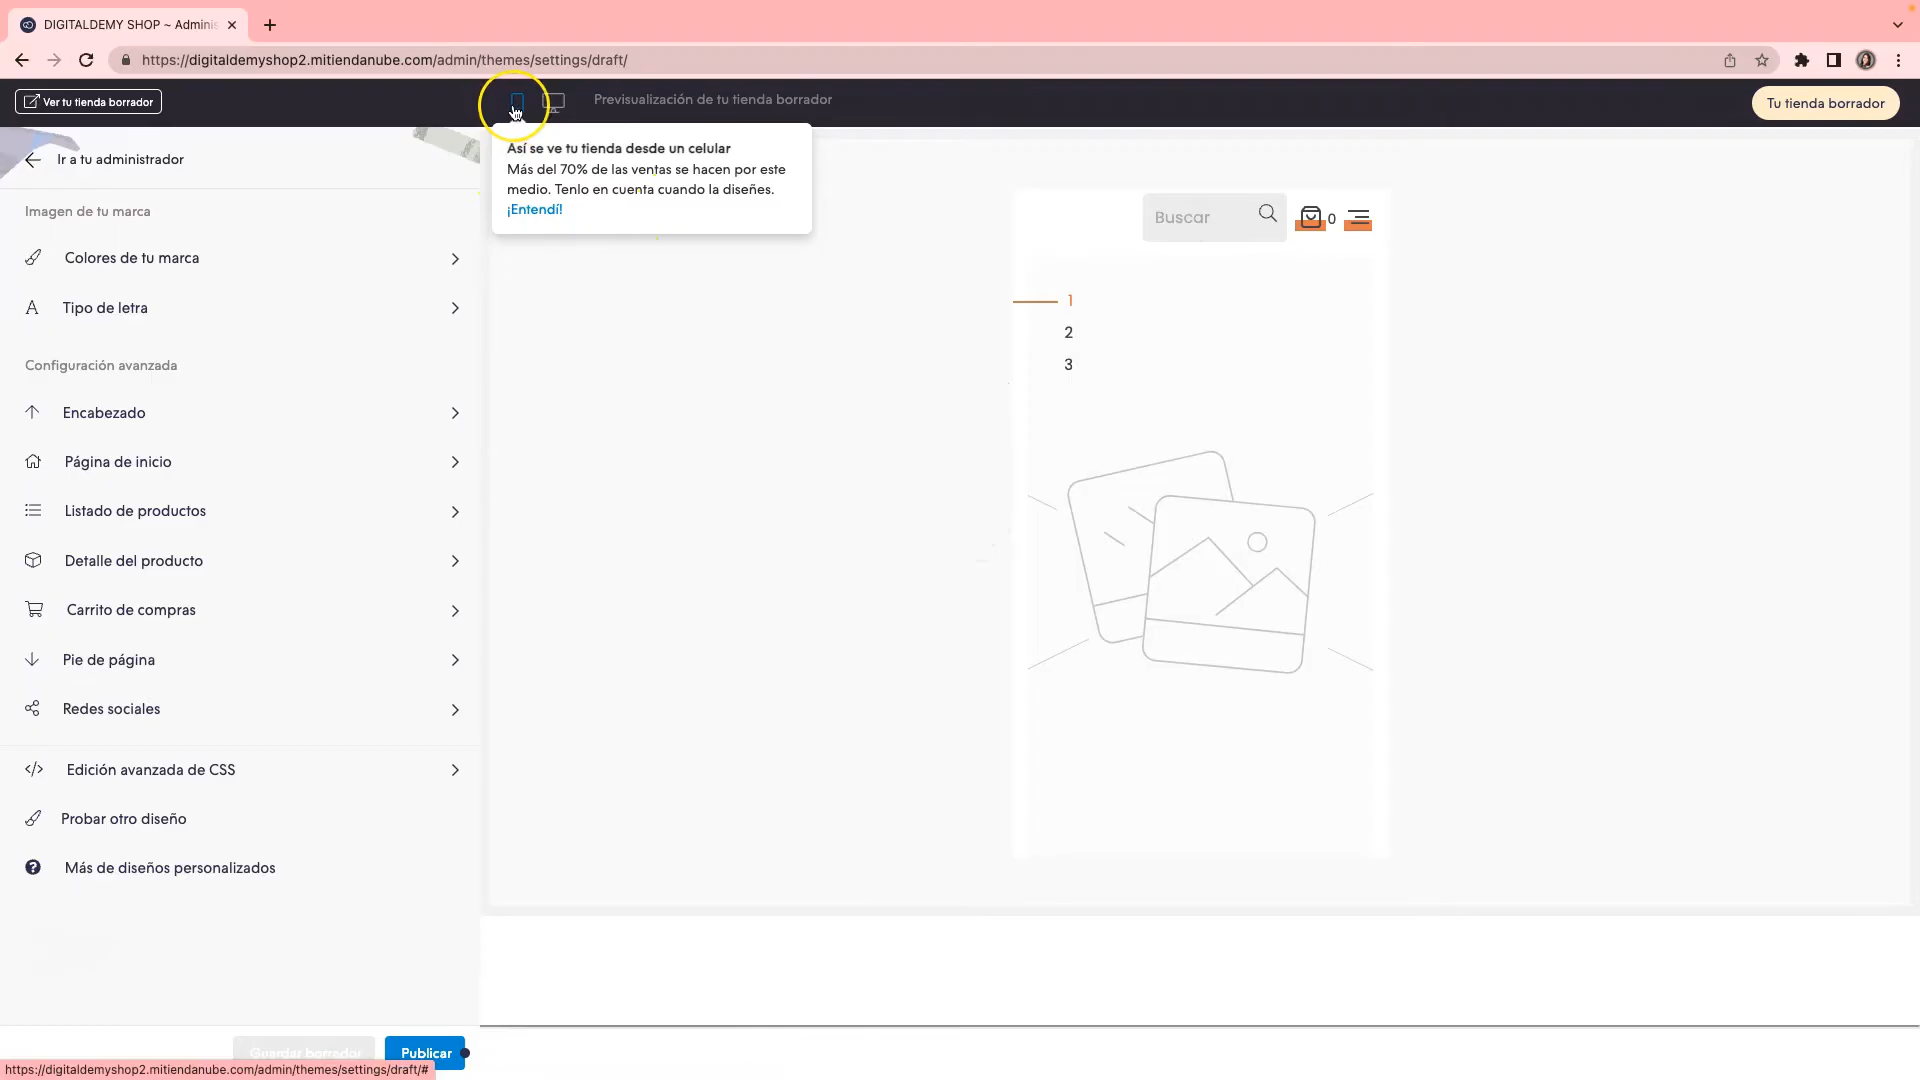 DIGITALDEMY SHOP ~ Adminis
https://digitaldemyshop2.mitiendanube.com/admin/themes/settings/draft/
Ver tu tienda borrador
Previsualización de tu tienda borrador
Tu tienda borrador
Ir a tu administrador
Así se ve tu tienda desde un celular
Más del 70% de las ventas se hacen por este
medio. Tenlo en cuenta cuando la diseñes.
¡Entendí!
Imagen de tu marca
Colores de tu marca
Tipo de letra
Configuración avanzada
Encabezado
Página de inicio
Listado de productos
Detalle del producto
Carrito de compras
Pie de página
Redes sociales
Edición avanzada de CSS
Probar otro diseño
Más de diseños personalizados
Buscar
0
1
2
3
Guardar borrador
Publicar
https://digitaldemyshop2.mitiendanube.com/admin/themes/settings/draft/#